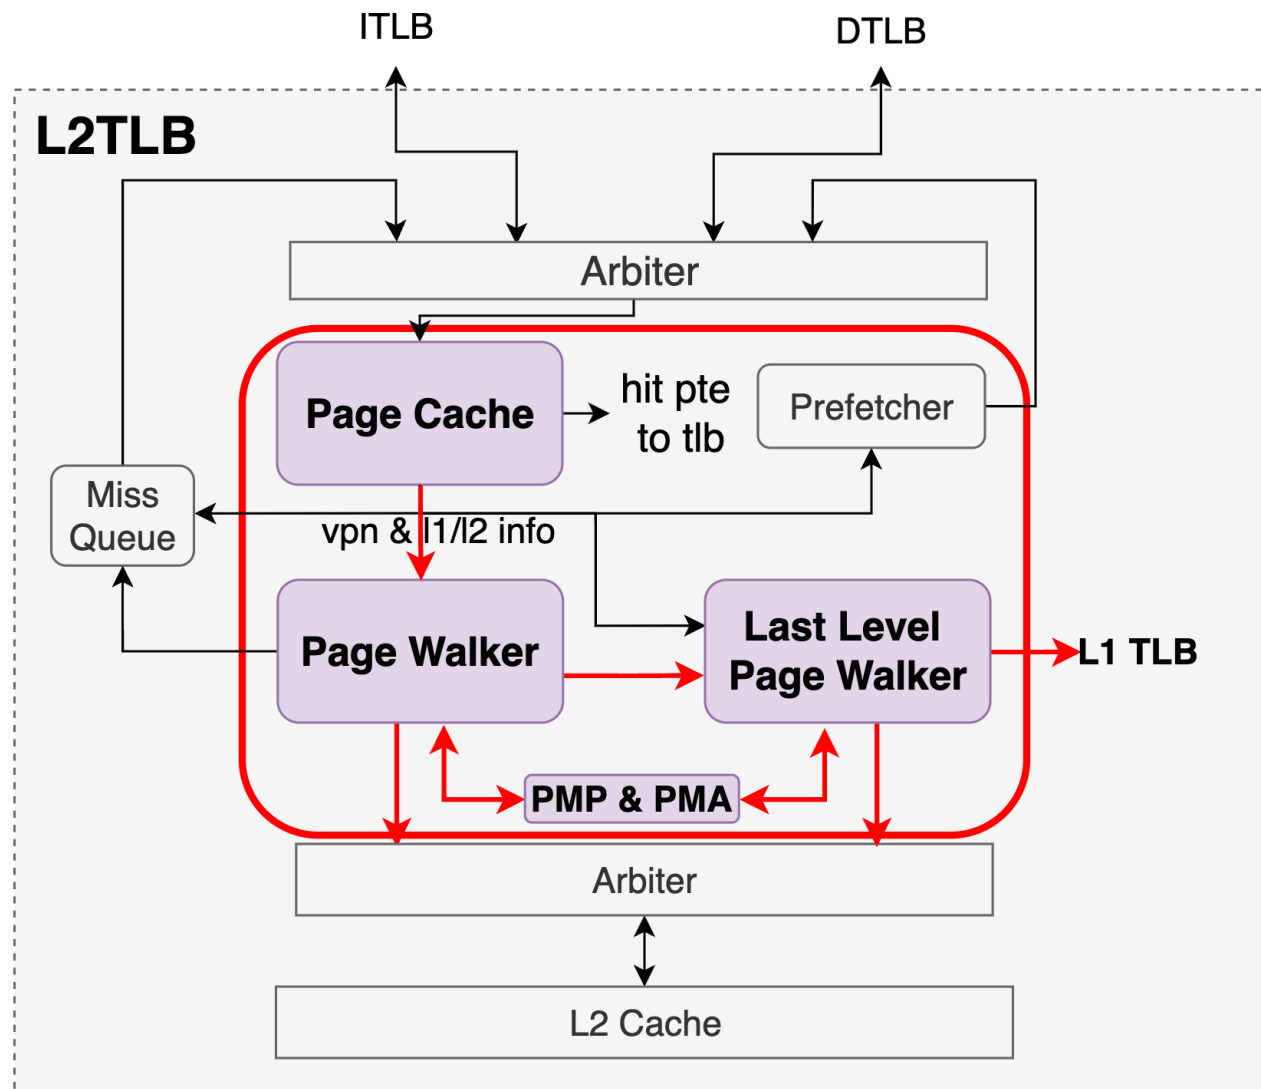 ITLB
DTLB
L2TLB
Arbiter
Page Cache
hit pte
to tlb
Prefetcher
Miss
Queue
vpn & l1/l2 info
Page Walker
Last Level
Page Walker
L1 TLB
PMP & PMA
Arbiter
L2 Cache